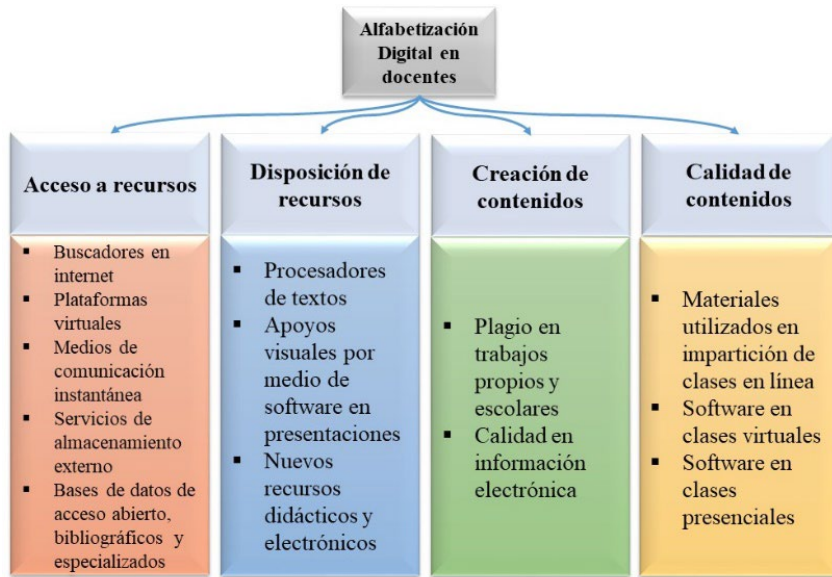 Alfabetización
Digital en
docentes
Acceso a recursos
▪ Buscadores en
internet
▪ Plataformas
virtuales
▪ Medios de
comunicación
instantánea
▪ Servicios de
almacenamiento
externo
▪ Bases de datos de
acceso abierto,
bibliográficos y
especializados
Disposición de
recursos
▪ Procesadores
de textos
▪ Apoyos
visuales por
medio de
software en
presentaciones
▪ Nuevos
recursos
didácticos y
electrónicos
Creación de
contenidos
▪ Plagio en
trabajos
propios y
escolares
▪ Calidad en
información
electrónica
Calidad de
contenidos
▪ Materiales
utilizados en
impartición de
clases en línea
▪ Software en
clases virtuales
▪ Software en
clases
presenciales